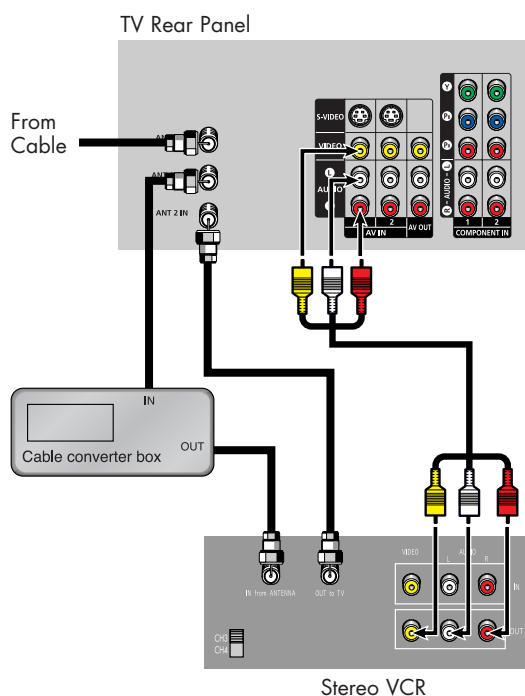 TV Rear Panel
From
Cable
ANT
ANT
ANT 2 IN
S-VIDEO
VIDEO
L
AUDIO
2
AV IN
AV OUT
Y
PB
PR
R - AUDIO - L
1 2
COMPONENT IN
IN
OUT
Cable converter box
VIDEO
AUDIO
L
R
IN
IN from ANTENNA
OUT to TV
OUT
CH3
CH4
Stereo VCR